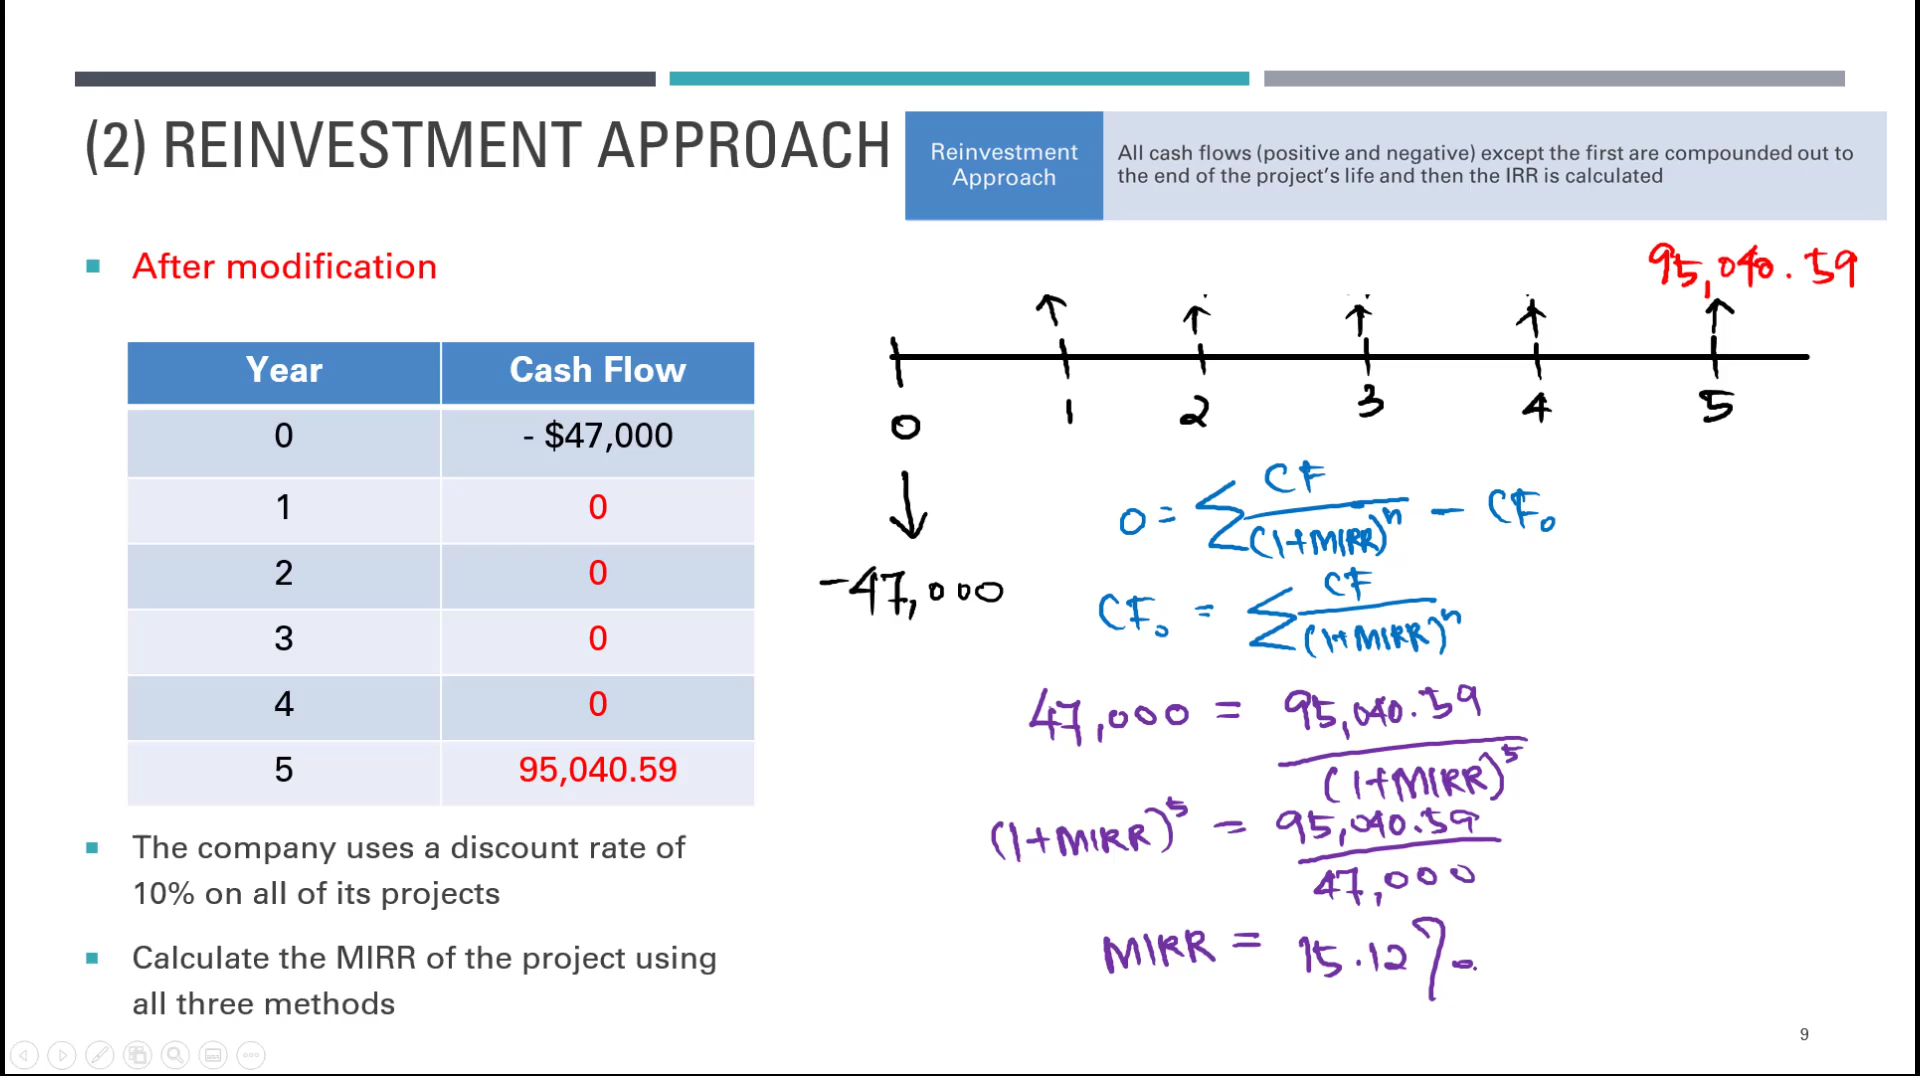 (2) REINVESTMENT APPROACH
Reinvestment
Approach
All cash flows (positive and negative) except the first are compounded out to
the end of the project's life and then the IRR is calculated
After modification
Year Cash Flow
0 - $47,000
1 0
2 0
3 0
4 0
5 95,040.59
The company uses a discount rate of
10% on all of its projects
Calculate the MIRR of the project using
all three methods
95,040.59
0 1 2 3 4 5
-47,000
0 = ∑ CF / (1+MIRR)^n - CF₀
CF₀ = ∑ CF / (1+MIRR)^n
47,000 = 95,040.59
(1+MIRR)^5
(1+MIRR)^5 = 95,040.59
47,000
MIRR = 15.12%
9